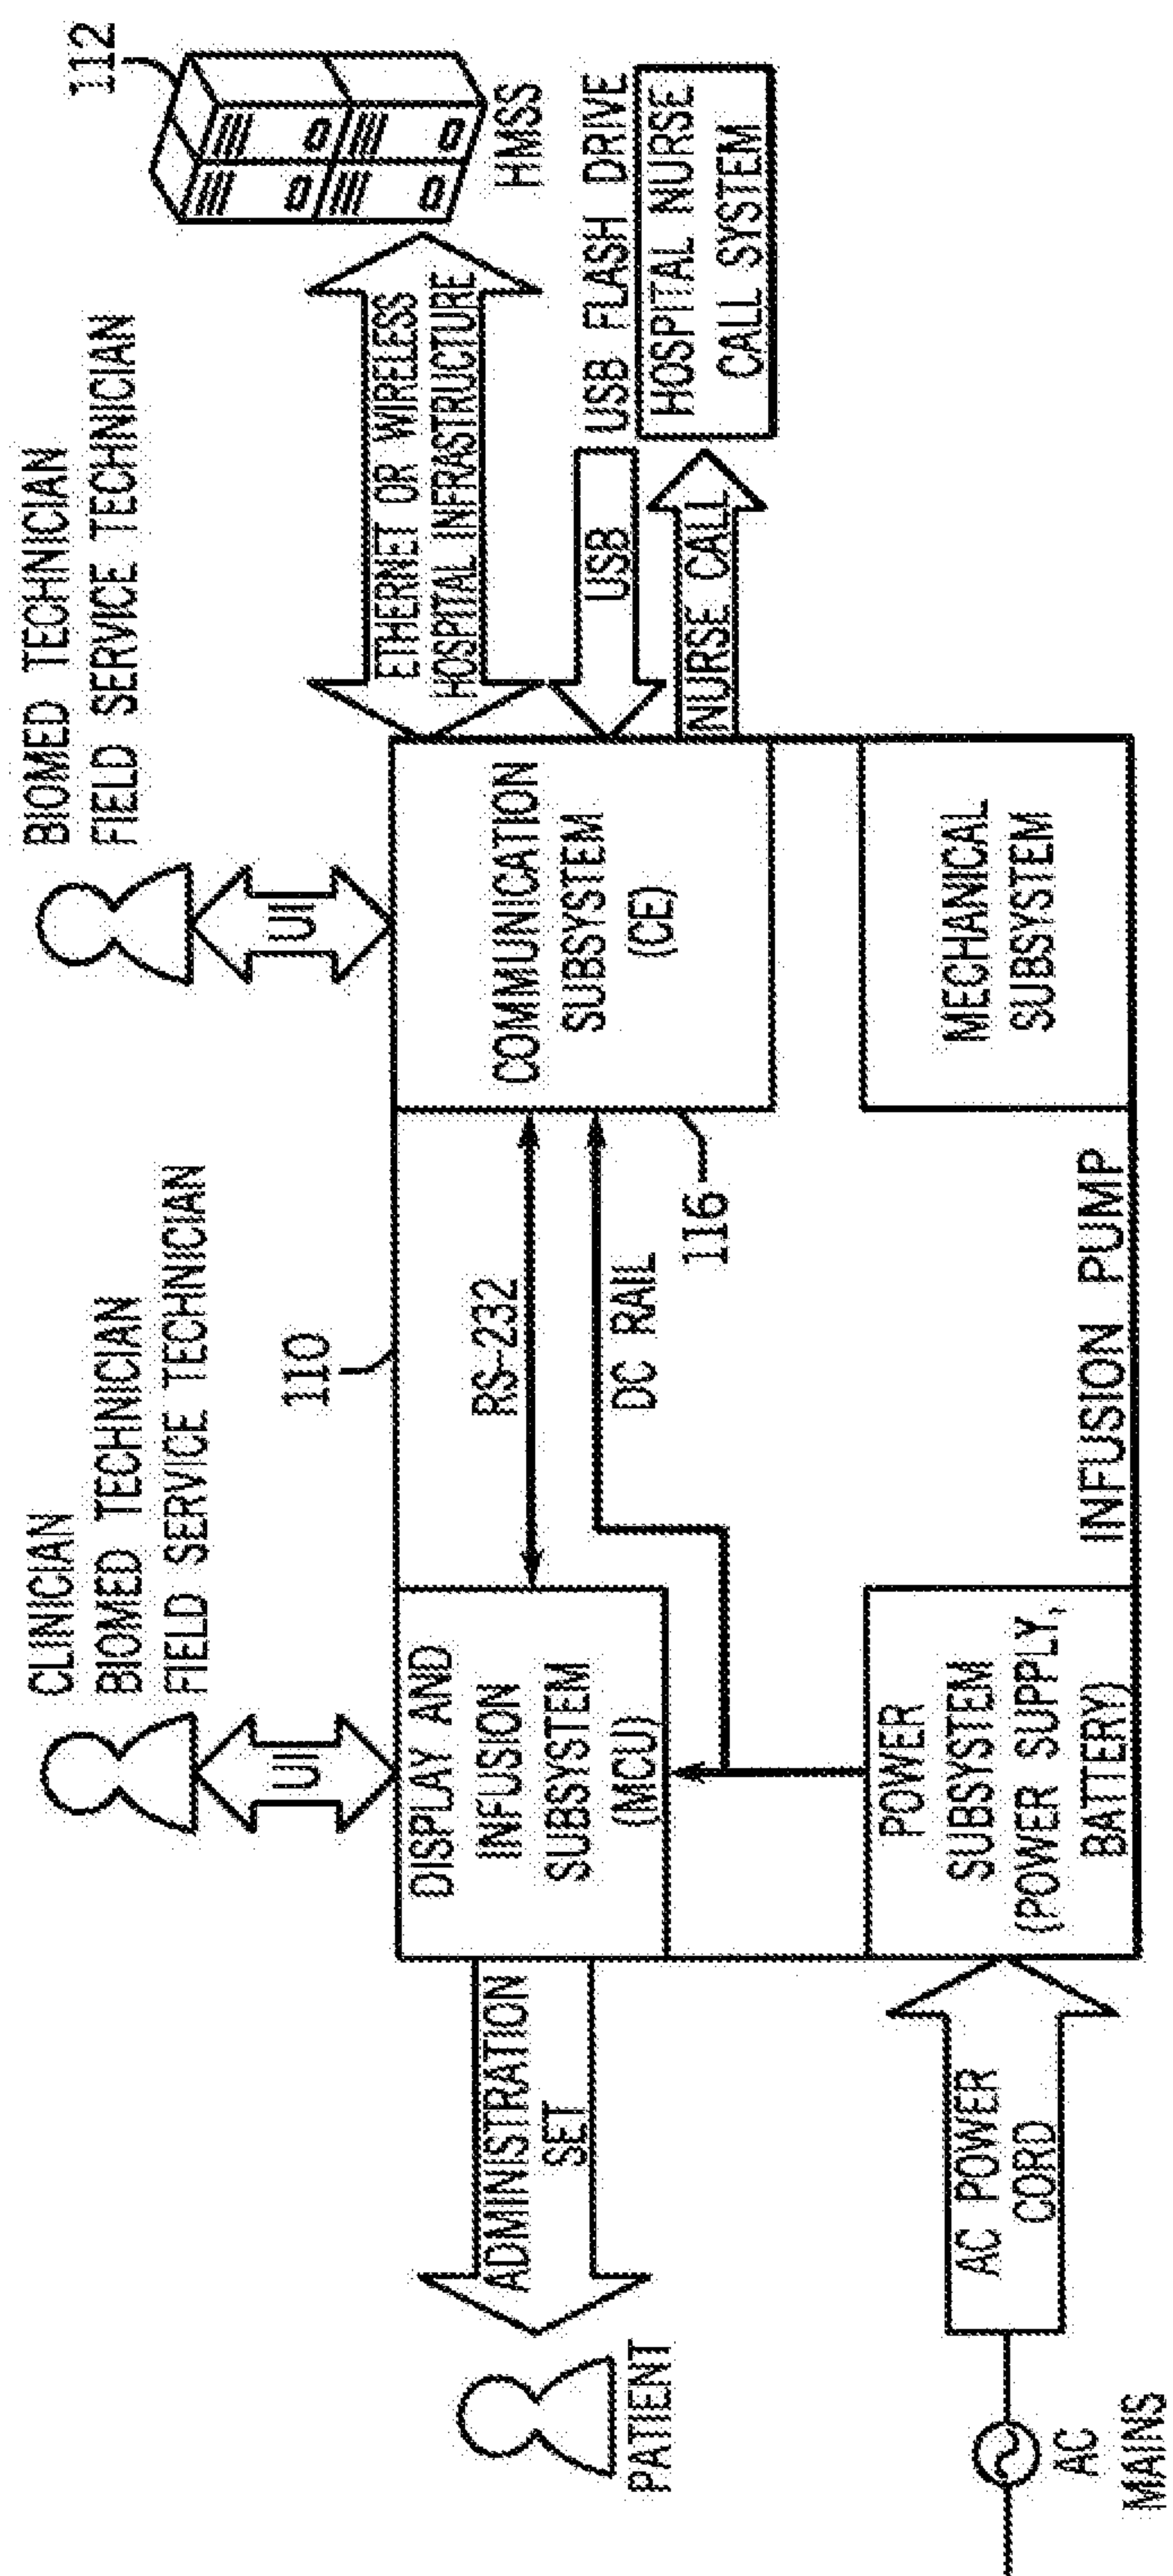 CLINICIAN
BIOMED TECHNICIAN
FIELD SERVICE TECHNICIAN
BIOMED TECHNICIAN
FIELD SERVICE TECHNICIAN
112
UI
UI
HMSS
110
ETHERNET OR WIRELESS
HOSPITAL INFRASTRUCTURE
ADMINISTRATION
SET
PATIENT
DISPLAY AND
INFUSION
SUBSYSTEM
(MCU)
RS-232
DC RAIL
116
COMMUNICATION
SUBSYSTEM
(CE)
USB
USB FLASH DRIVE
NURSE CALL
HOSPITAL NURSE
CALL SYSTEM
AC
MAINS
AC POWER
CORD
POWER
SUBSYSTEM
(POWER SUPPLY,
BATTERY)
INFUSION PUMP
MECHANICAL
SUBSYSTEM